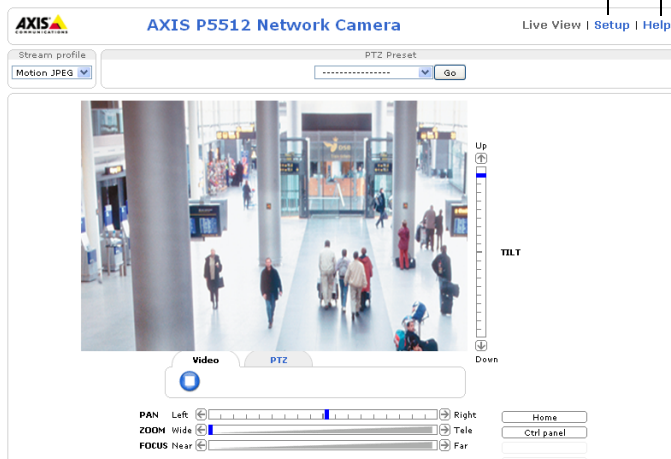 AXIS
COMMUNICATIONS
AXIS P5512 Network Camera
Live View | Setup | Help
Stream profile
PTZ Preset
Motion JPEG
----------------
Go
Up
TILT
Down
Video
PTZ
PAN Left
Right
Home
ZOOM Wide
Tele
Ctrl panel
FOCUS Near
Far